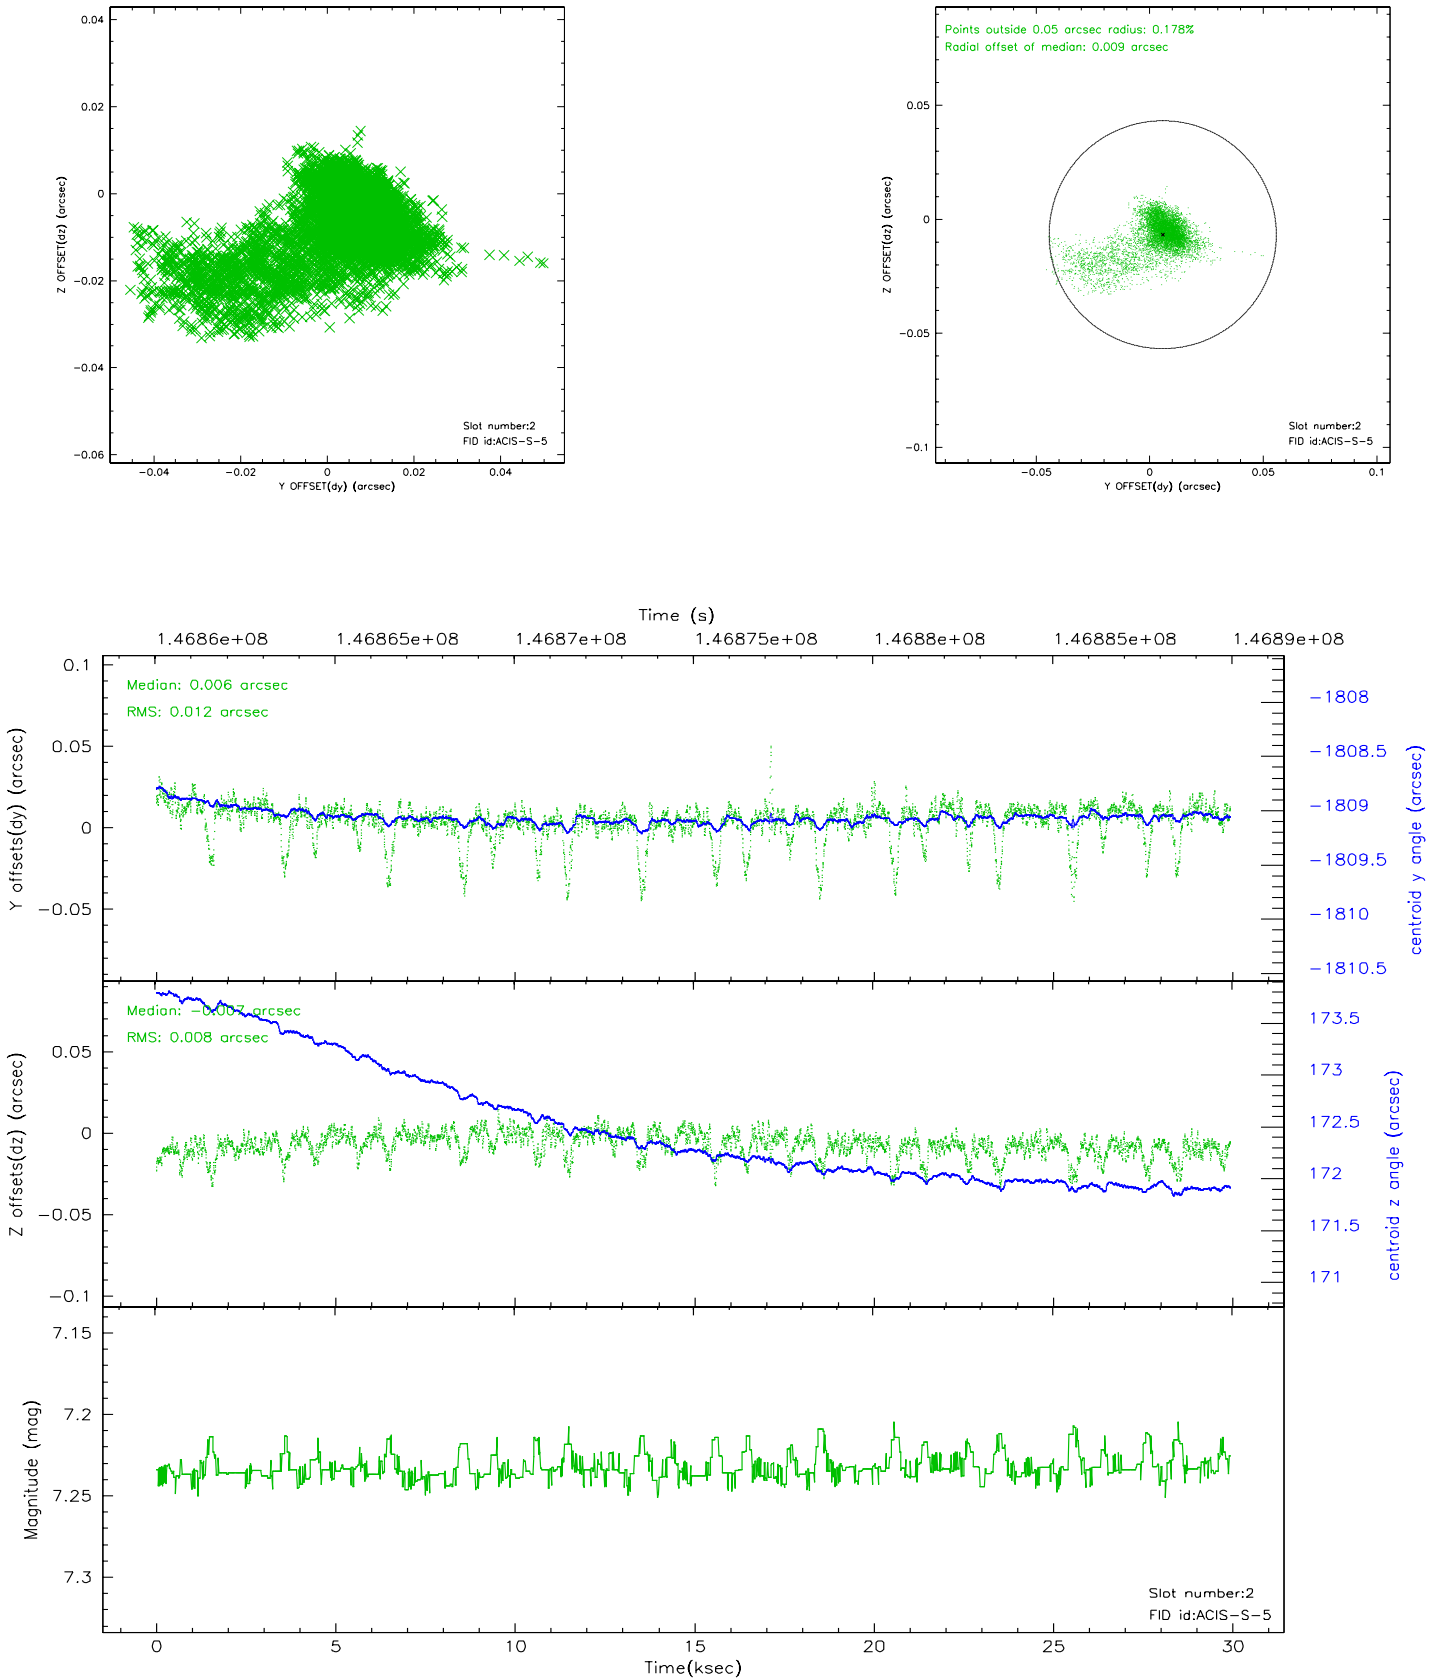 0.04
0.02
0
−0.02
−0.04
−0.06
Z OFFSET(dz) (arcsec)
−0.04 −0.02 0 0.02 0.04
Y OFFSET(dy) (arcsec)
Slot number:2
FID id:ACIS−S−5
Points outside 0.05 arcsec radius: 0.178%
Radial offset of median: 0.009 arcsec
0.05
0
−0.05
−0.1
Z OFFSET(dz) (arcsec)
−0.05 0 0.05 0.1
Y OFFSET(dy) (arcsec)
Slot number:2
FID id:ACIS−S−5
Time (s)
1.4686e+08 1.46865e+08 1.4687e+08 1.46875e+08 1.4688e+08 1.46885e+08 1.4689e+08
Median: 0.006 arcsec
RMS: 0.012 arcsec
0.1
0.05
0
−0.05
Y offsets(dy) (arcsec)
−1808
−1808.5
−1809
−1809.5
−1810
−1810.5
centroid y angle (arcsec)
Median: −0.007 arcsec
RMS: 0.008 arcsec
0.05
0
−0.05
−0.1
Z offsets(dz) (arcsec)
173.5
173
172.5
172
171.5
171
centroid z angle (arcsec)
7.15
7.2
7.25
7.3
Magnitude (mag)
Slot number:2
FID id:ACIS−S−5
0 5 10 15 20 25 30
Time(ksec)